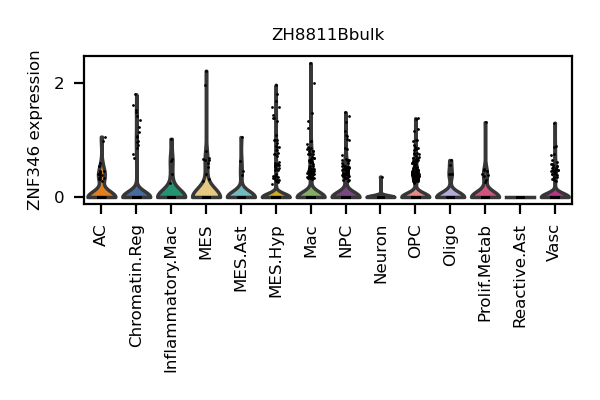 ZH8811Bbulk
ZNF346 expression
2
0
AC
Chromatin.Reg
Inflammatory.Mac
MES
MES.Ast
MES.Hyp
Mac
NPC
Neuron
OPC
Oligo
Prolif.Metab
Reactive.Ast
Vasc